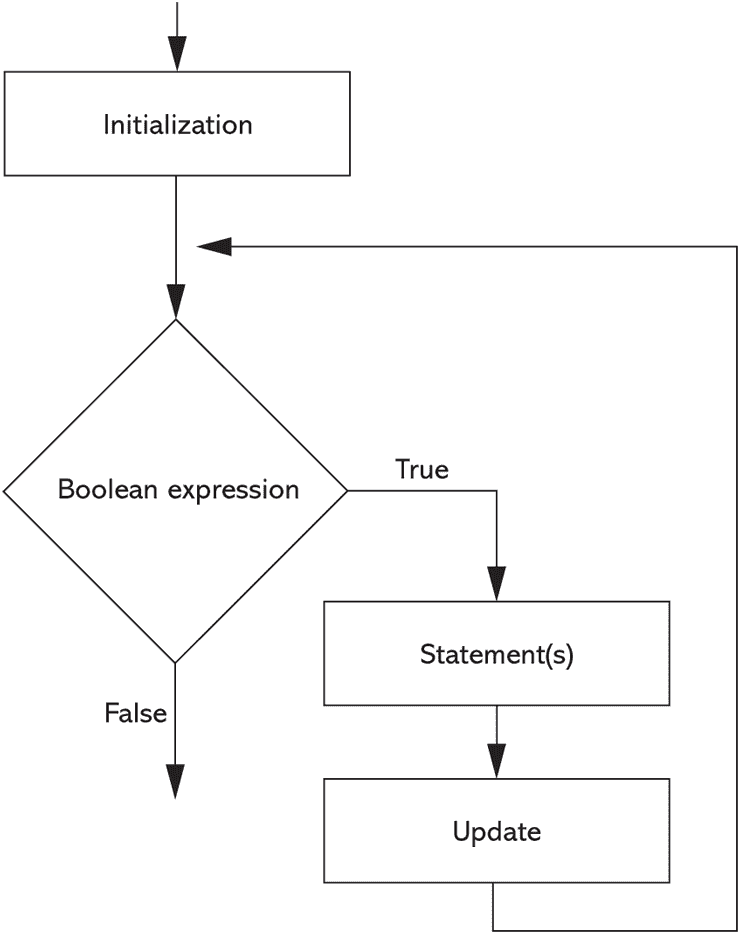 Initialization
Boolean expression
True
Statement(s)
False
Update